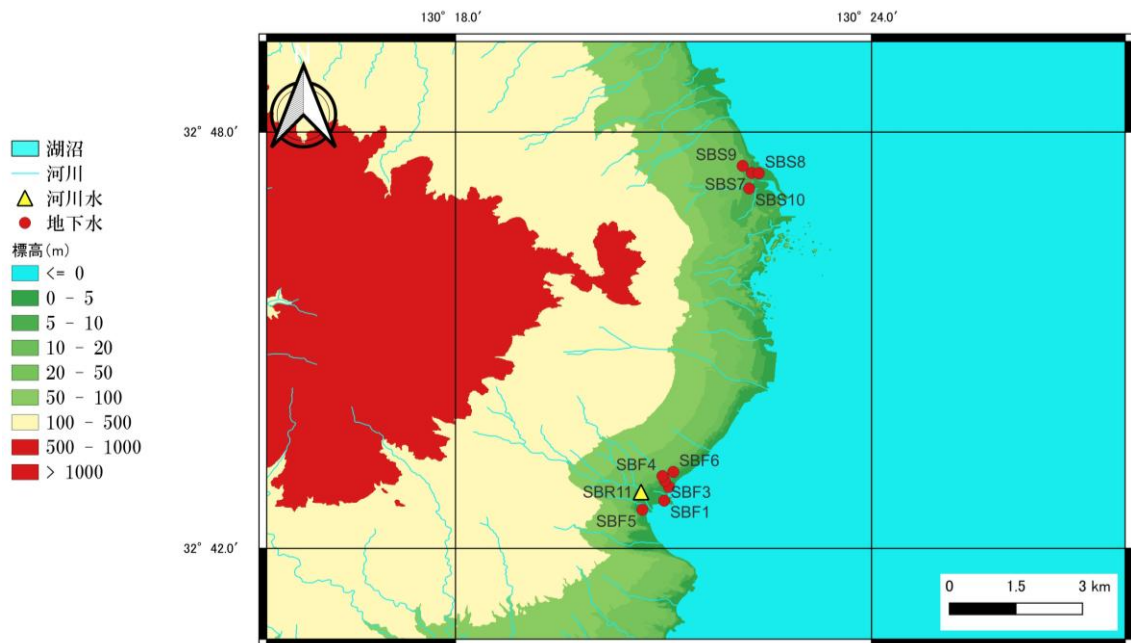 130° 18.0′
130° 24.0′
N
32° 48.0′
湖沼
河川
河川水
地下水
標高(m)
<= 0
0 - 5
5 - 10
10 - 20
20 - 50
50 - 100
100 - 500
500 - 1000
> 1000
SBS9
SBS8
SBS7
SBS10
SBF4
SBF6
SBR11
SBF3
SBF1
SBF5
32° 42.0′
0 1.5 3 km